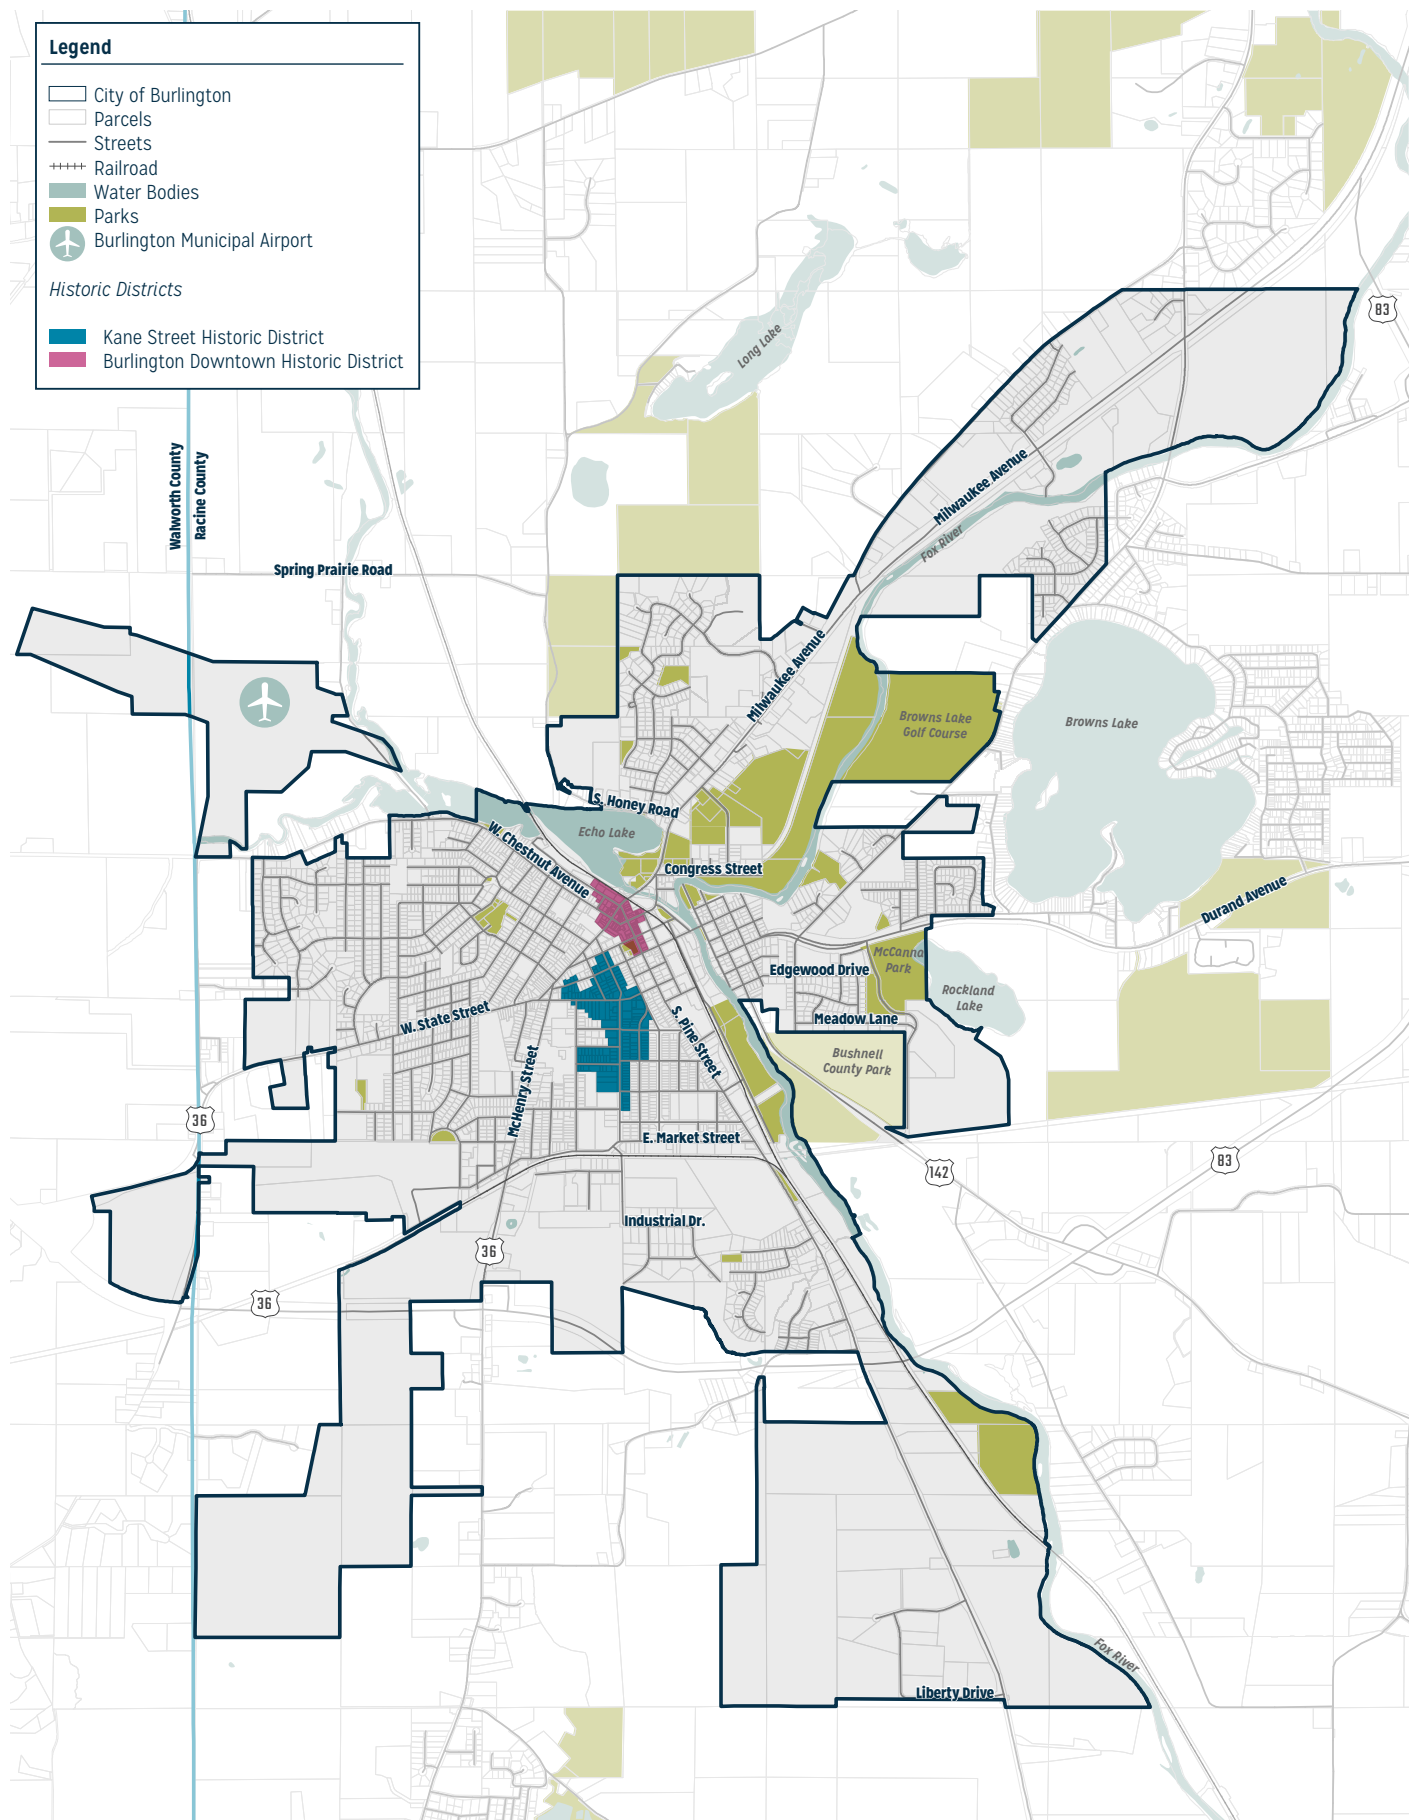 Legend
City of Burlington
Parcels
Streets
Railroad
Water Bodies
Parks
Burlington Municipal Airport
Historic Districts
Kane Street Historic District
Burlington Downtown Historic District
83
Long Lake
Walworth County
Racine County
Milwaukee Avenue
Fox River
Spring Prairie Road
Milwaukee Avenue
Browns Lake
Golf Course
Browns Lake
S. Honey Road
Echo Lake
W. Chestnut Avenue
Congress Street
Durand Avenue
McCanna
Park
Edgewood Drive
Rockland
Lake
W. State Street
S. Pine Street
Meadow Lane
Bushnell
County Park
McHenry Street
36
E. Market Street
142
83
Industrial Dr.
36
36
Fox River
Liberty Drive